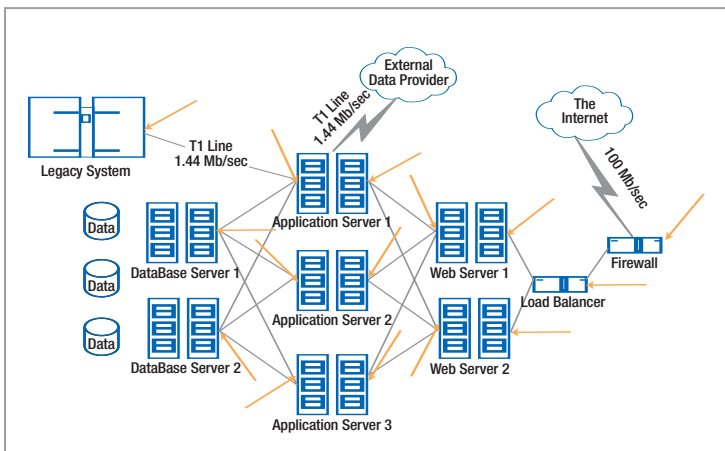 External
Data Provider
T1 Line
1.44 Mb/sec
The
Internet
T1 Line
1.44 Mb/sec
100 Mb/sec
Legacy System
Application Server 1
Data
DataBase Server 1
Web Server 1
Firewall
Data
Load Balancer
Application Server 2
Data
DataBase Server 2
Web Server 2
Application Server 3